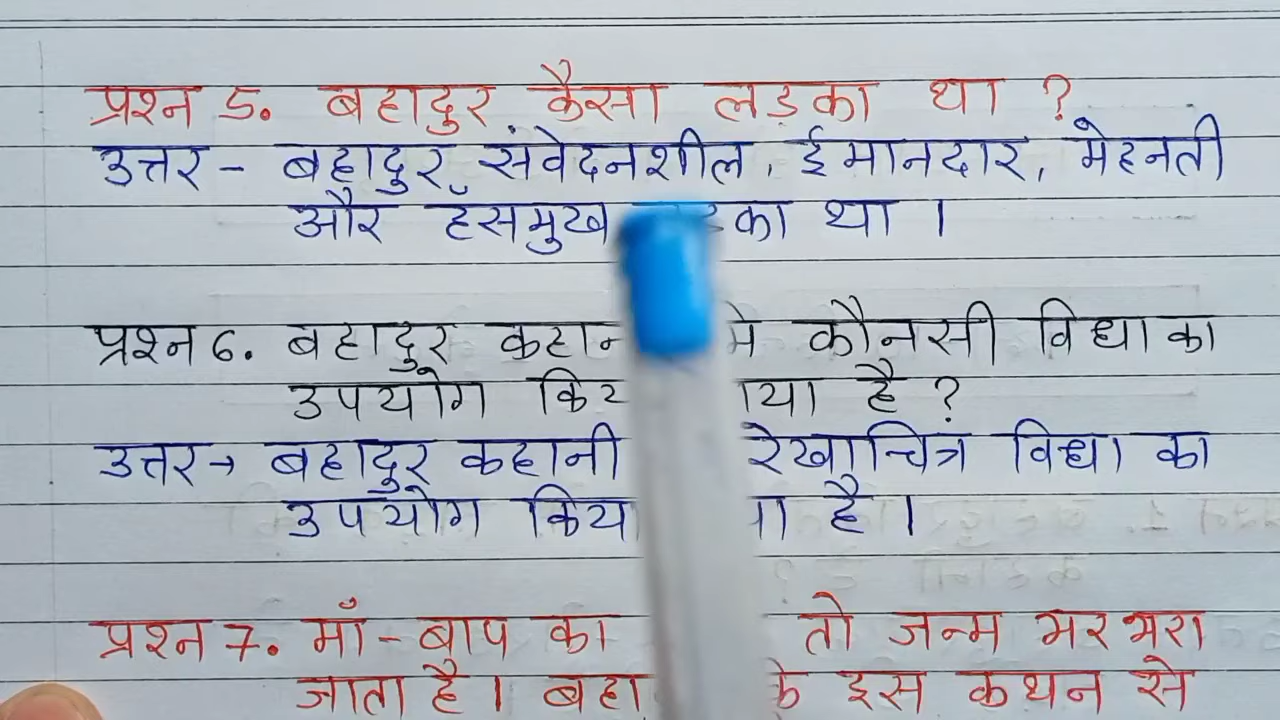 प्रश्न 5. बहादुर कैसा लड़का था ?
उत्तर - बहादुर संवेदनशील, ईमानदार, मेहनती
और हँसमुख का था ।
प्रश्न 6. बहादुर कौनसी विधा का
उपयोग है ?
उत्तर → बहादुर कहानी रेखाचित्र विधा का
उपयोग है ।
प्रश्न 7. माँ-बाप का तो जन्म भर भरा
जाता है । इस कथन से